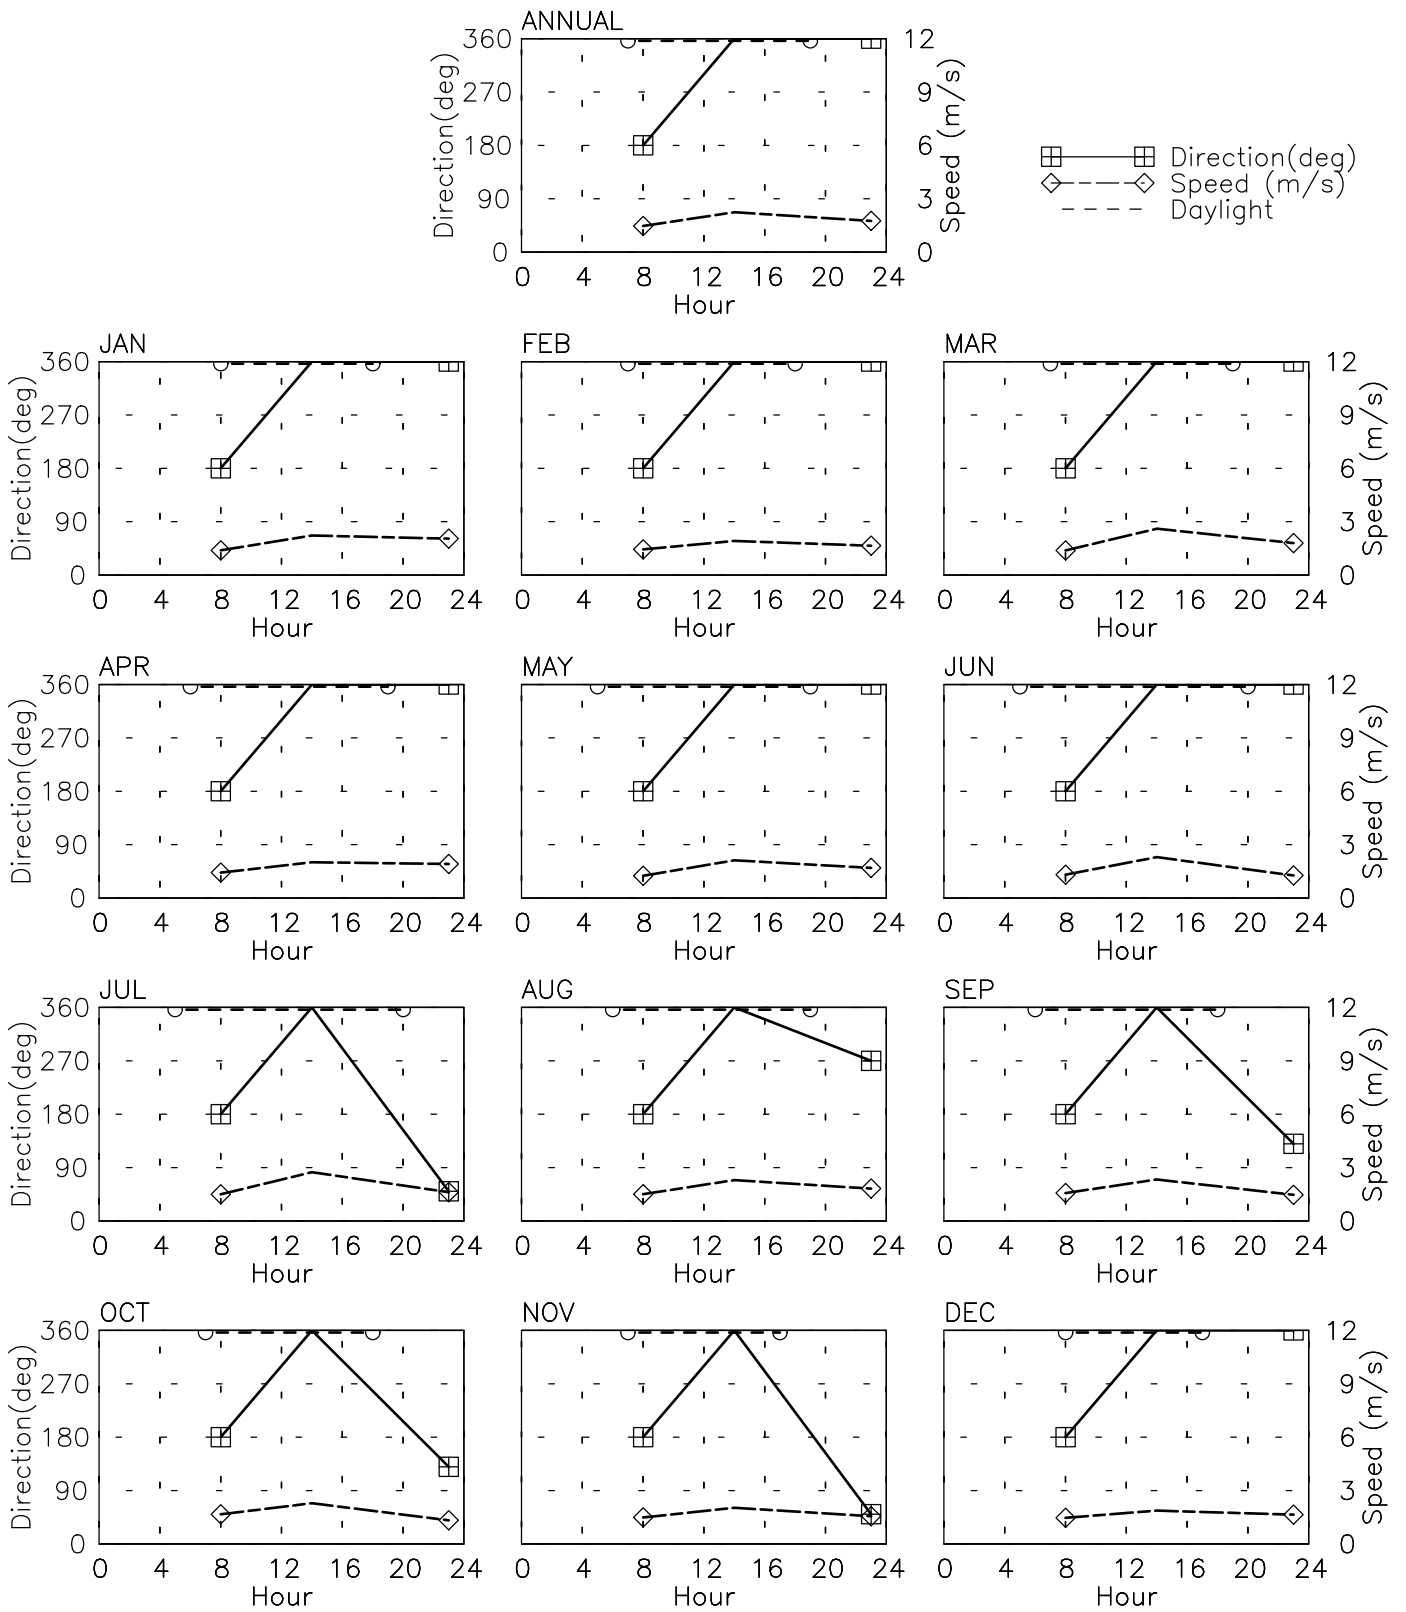 ANNUAL
360 12
270 9
180 6
90 3
0 0
Direction(deg)
Speed (m/s)
0 4 8 12 16 20 24
Hour
Direction(deg)
Speed (m/s)
Daylight
JAN FEB MAR
360 12
270 9
180 6
90 3
0 0
Direction(deg)
Speed (m/s)
0 4 8 12 16 20 24 0 4 8 12 16 20 24 0 4 8 12 16 20 24
Hour Hour Hour
APR MAY JUN
360 12
270 9
180 6
90 3
0 0
Direction(deg)
Speed (m/s)
0 4 8 12 16 20 24 0 4 8 12 16 20 24 0 4 8 12 16 20 24
Hour Hour Hour
JUL AUG SEP
360 12
270 9
180 6
90 3
0 0
Direction(deg)
Speed (m/s)
0 4 8 12 16 20 24 0 4 8 12 16 20 24 0 4 8 12 16 20 24
Hour Hour Hour
OCT NOV DEC
360 12
270 9
180 6
90 3
0 0
Direction(deg)
Speed (m/s)
0 4 8 12 16 20 24 0 4 8 12 16 20 24 0 4 8 12 16 20 24
Hour Hour Hour